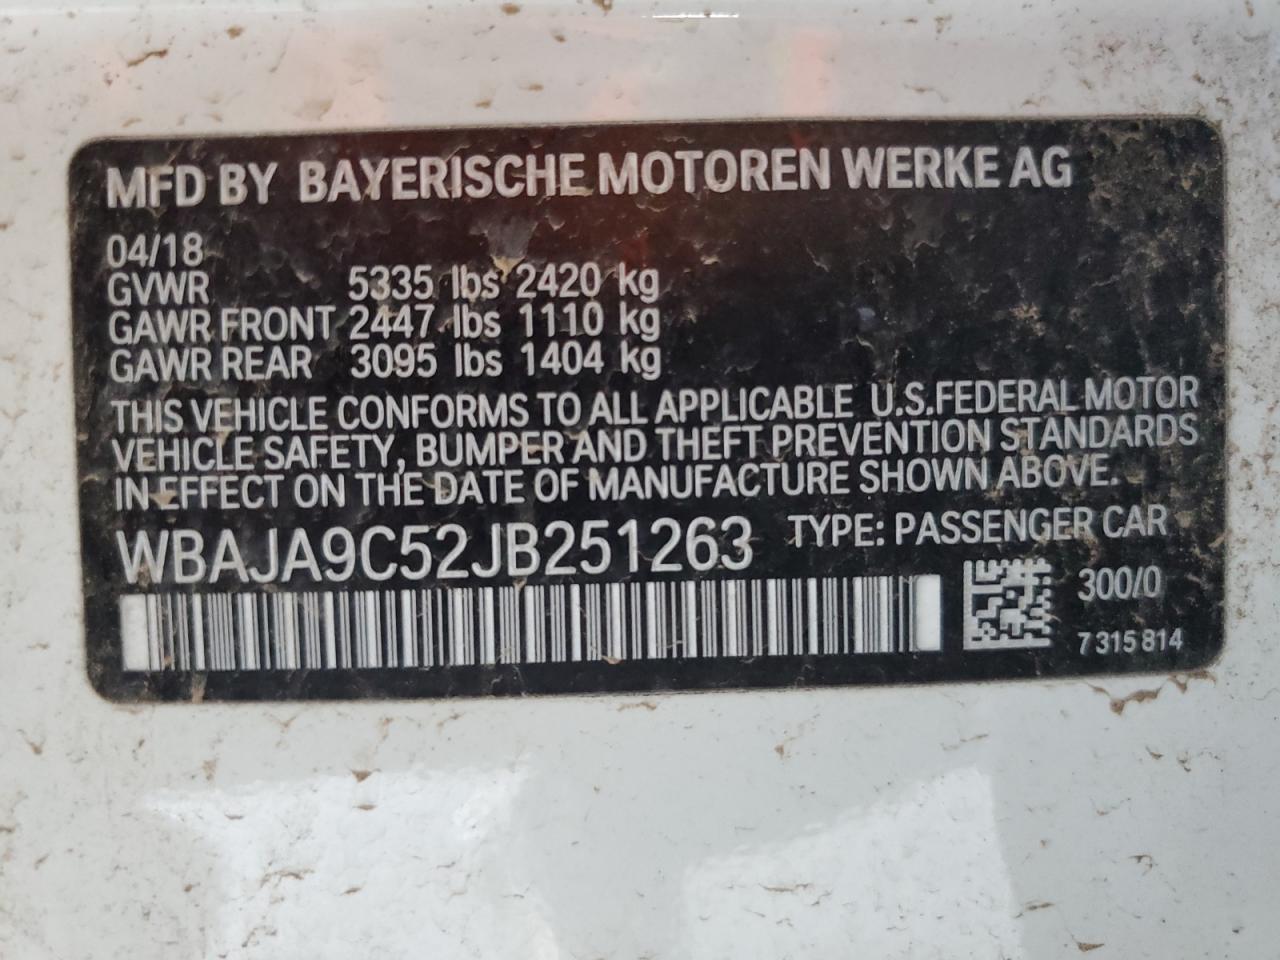 MFD BY BAYERISCHE MOTOREN WERKE AG
04/18
GVWR 5335 lbs 2420 kg
GAWR FRONT 2447 lbs 1110 kg
GAWR REAR 3095 lbs 1404 kg
THIS VEHICLE CONFORMS TO ALL APPLICABLE U.S.FEDERAL MOTOR
VEHICLE SAFETY, BUMPER AND THEFT PREVENTION STANDARDS
IN EFFECT ON THE DATE OF MANUFACTURE SHOWN ABOVE.
WBAJA9C52JB251263 TYPE: PASSENGER CAR
300/0
7 315 814